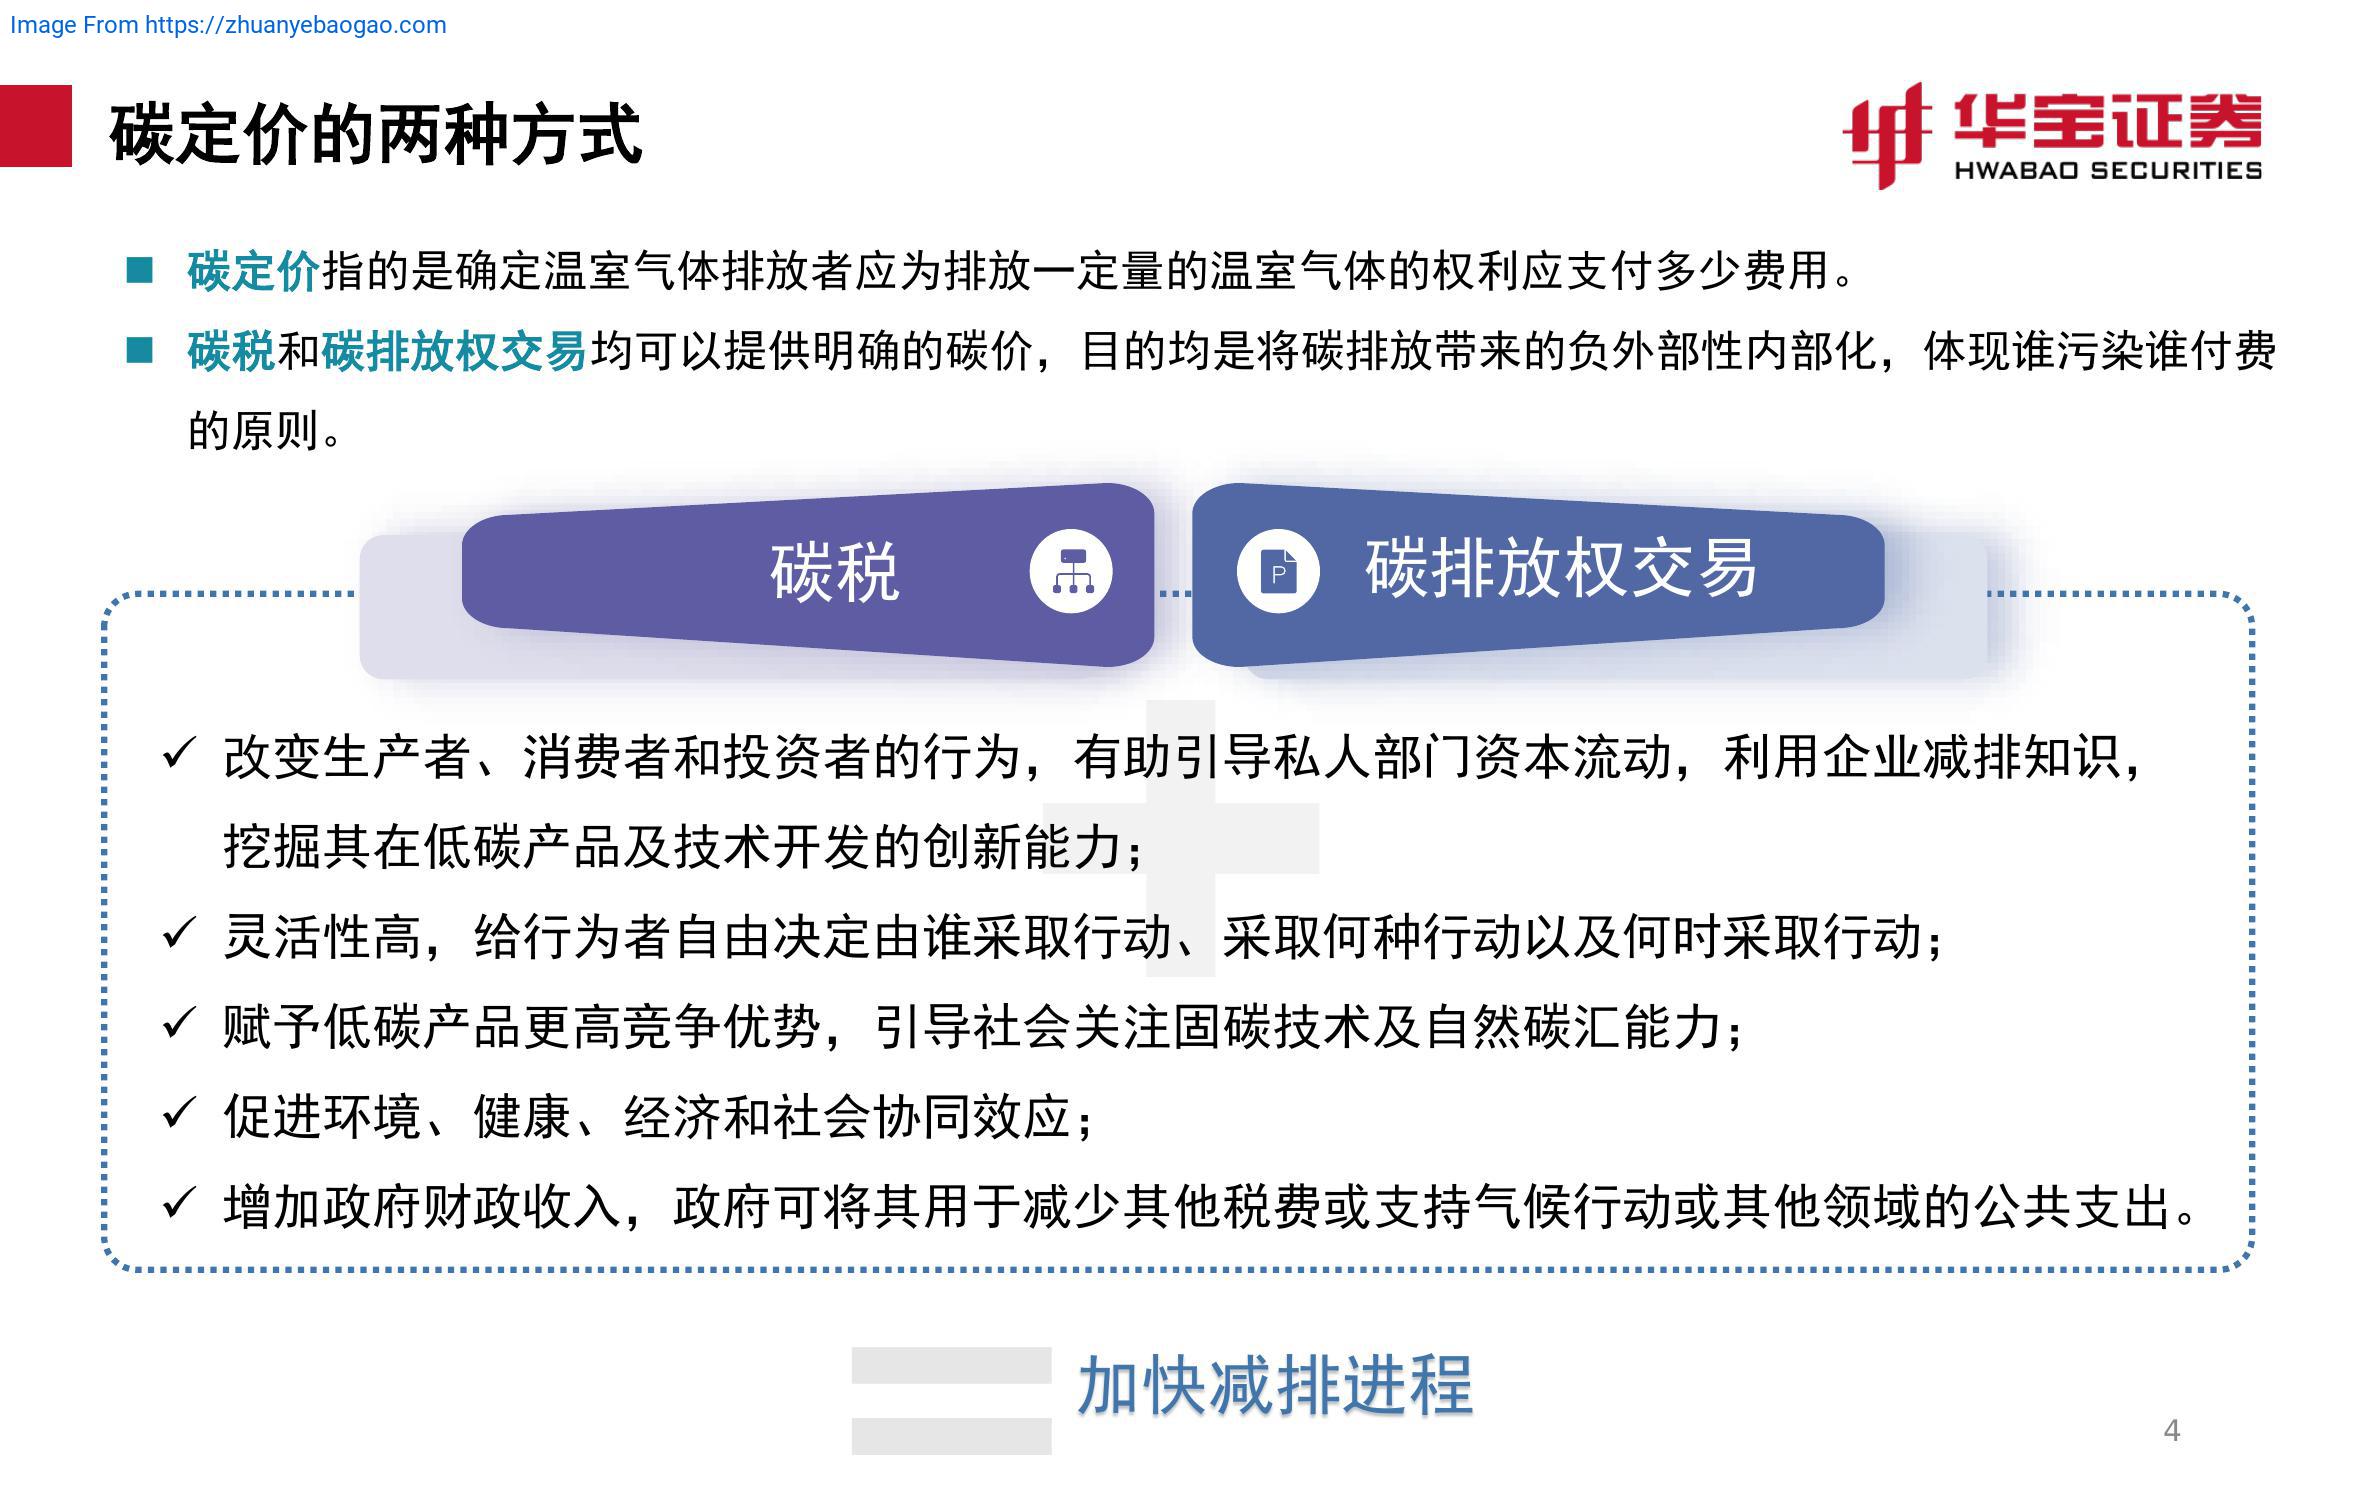 Image From https://zhuanyebaogao.com
碳定价的两种方式
华宝证券
HWABAO SECURITIES
碳定价指的是确定温室气体排放者应为排放一定量的温室气体的权利应支付多少费用。
碳税和碳排放权交易均可以提供明确的碳价，目的均是将碳排放带来的负外部性内部化，体现谁污染谁付费
的原则。
碳税
P
碳排放权交易
✓ 改变生产者、消费者和投资者的行为，有助引导私人部门资本流动，利用企业减排知识，
挖掘其在低碳产品及技术开发的创新能力；
✓ 灵活性高，给行为者自由决定由谁采取行动、采取何种行动以及何时采取行动；
✓ 赋予低碳产品更高竞争优势，引导社会关注固碳技术及自然碳汇能力；
✓ 促进环境、健康、经济和社会协同效应；
✓ 增加政府财政收入，政府可将其用于减少其他税费或支持气候行动或其他领域的公共支出。
加快减排进程
4